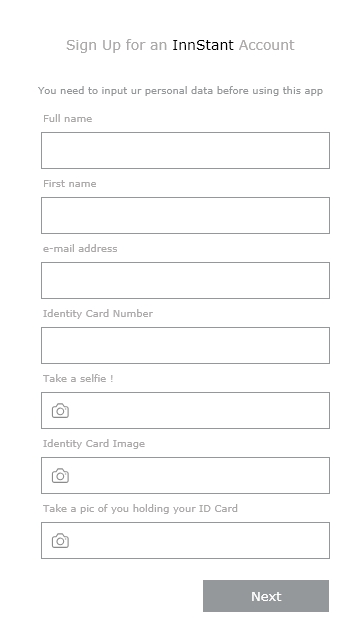 Sign Up for an InnStant Account
You need to input ur personal data before using this app
Full name
First name
e-mail address
Identity Card Number
Take a selfie !
Identity Card Image
Take a pic of you holding your ID Card
Next